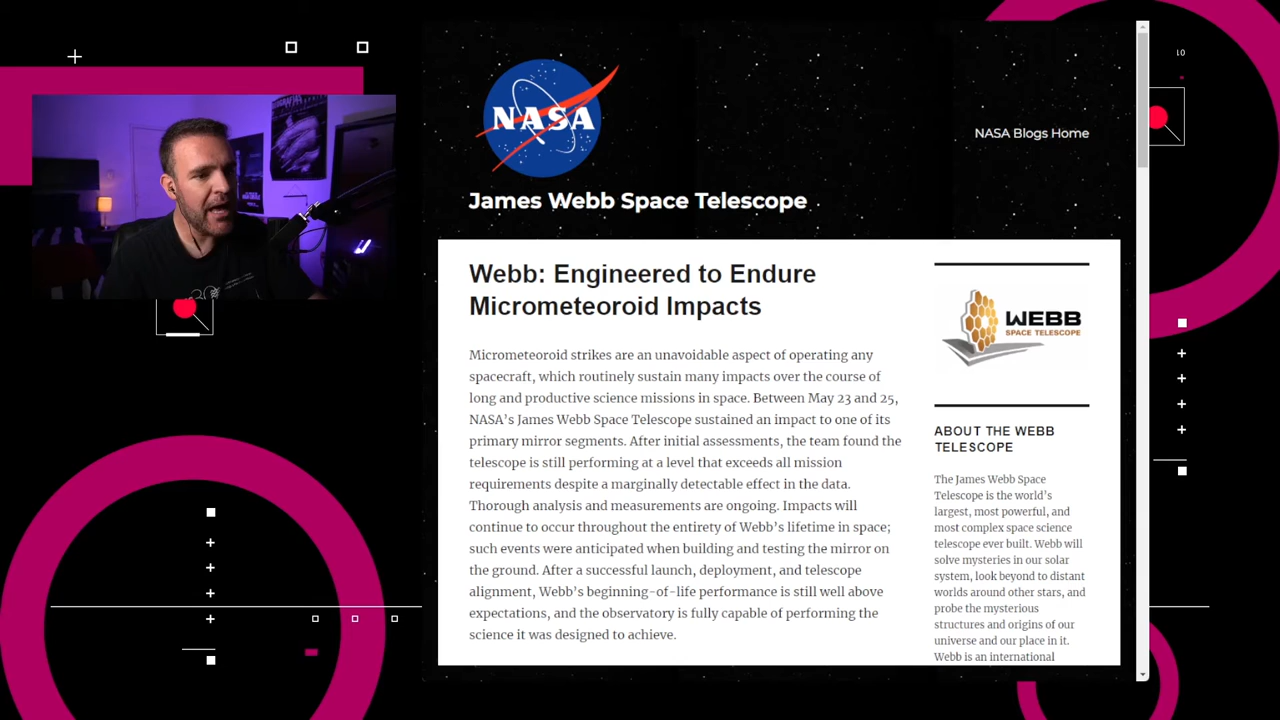 NASA
NASA Blogs Home
James Webb Space Telescope
Webb: Engineered to Endure
Micrometeoroid Impacts
Micrometeoroid strikes are an unavoidable aspect of operating any
spacecraft, which routinely sustain many impacts over the course of
long and productive science missions in space. Between May 23 and 25,
NASA’s James Webb Space Telescope sustained an impact to one of its
primary mirror segments. After initial assessments, the team found the
telescope is still performing at a level that exceeds all mission
requirements despite a marginally detectable effect in the data.
Thorough analysis and measurements are ongoing. Impacts will
continue to occur throughout the entirety of Webb’s lifetime in space;
such events were anticipated when building and testing the mirror on
the ground. After a successful launch, deployment, and telescope
alignment, Webb’s beginning-of-life performance is still well above
expectations, and the observatory is fully capable of performing the
science it was designed to achieve.
WEBB
SPACE TELESCOPE
ABOUT THE WEBB
TELESCOPE
The James Webb Space
Telescope is the world’s
largest, most powerful, and
most complex space science
telescope ever built. Webb will
solve mysteries in our solar
system, look beyond to distant
worlds around other stars, and
probe the mysterious
structures and origins of our
universe and our place in it.
Webb is an international
10